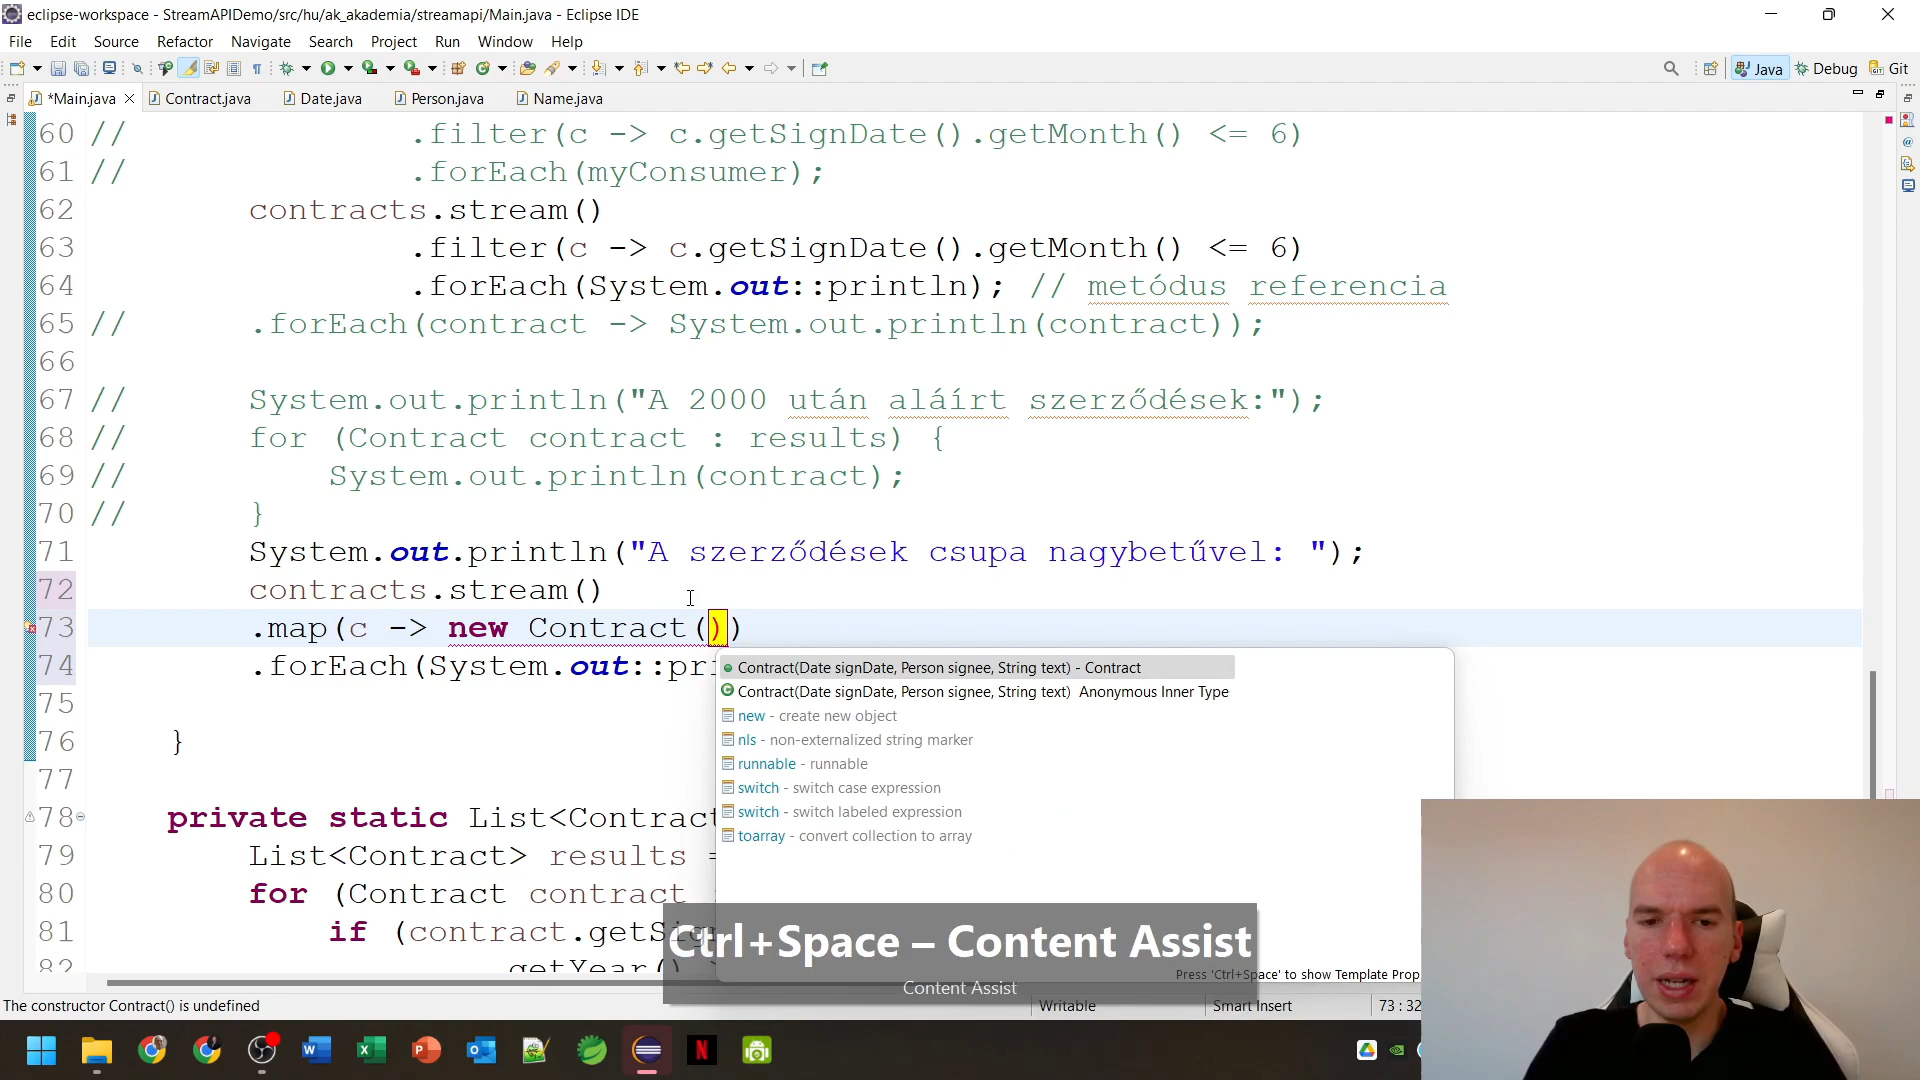 eclipse-workspace - StreamAPIDemo/src/hu/ak_akademia/streamapi/Main.java - Eclipse IDE
File Edit Source Refactor Navigate Search Project Run Window Help
Java Debug Git
*Main.java Contract.java Date.java Person.java Name.java
60 // .filter(c -> c.getSignDate().getMonth() <= 6)
61 // .forEach(myConsumer);
62 contracts.stream()
63 .filter(c -> c.getSignDate().getMonth() <= 6)
64 .forEach(System.out::println); // metódus referencia
65 // .forEach(contract -> System.out.println(contract));
66
67 // System.out.println("A 2000 után aláírt szerződések:");
68 // for (Contract contract : results) {
69 // System.out.println(contract);
70 // }
71 System.out.println("A szerződések csupa nagybetűvel: ");
72 contracts.stream()
73 .map(c -> new Contract())
74 .forEach(System.out::pri
75
76 }
77
78 private static List<Contract
79 List<Contract> results =
80 for (Contract contract
81 if (contract.getSign
82 getYear()
Contract(Date signDate, Person signee, String text) - Contract
Contract(Date signDate, Person signee, String text) Anonymous Inner Type
new - create new object
nls - non-externalized string marker
runnable - runnable
switch - switch case expression
switch - switch labeled expression
toarray - convert collection to array
Press 'Ctrl+Space' to show Template Prop
Ctrl+Space – Content Assist
Content Assist
The constructor Contract() is undefined Writable Smart Insert 73 : 32